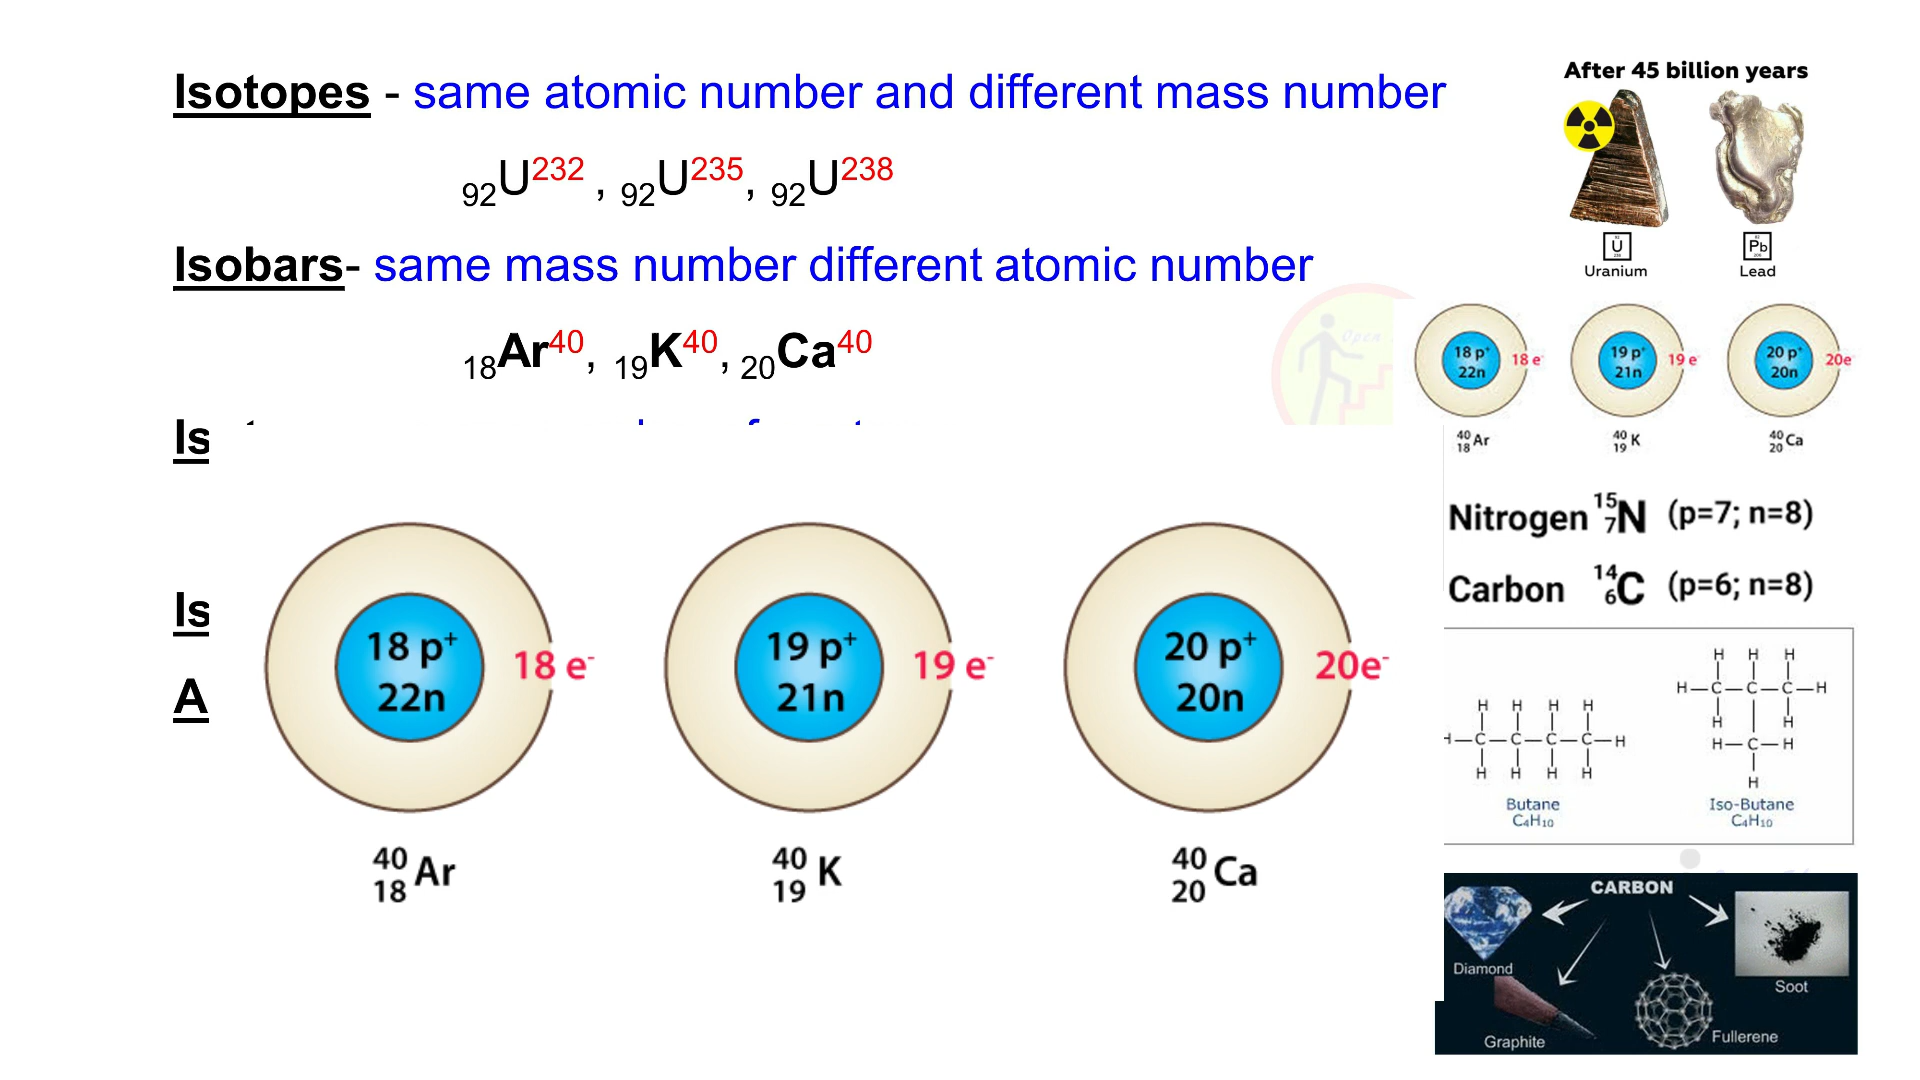 Isotopes - same atomic number and different mass number
₉₂U²³² , ₉₂U²³⁵, ₉₂U²³⁸
Isobars- same mass number different atomic number
₁₈Ar⁴⁰, ₁₉K⁴⁰, ₂₀Ca⁴⁰
Is
Is
A
18 p⁺
22n
18 e⁻
40
18 Ar
19 p⁺
21n
19 e⁻
40
19 K
20 p⁺
20n
20e⁻
40
20 Ca
After 45 billion years
U
Uranium
Pb
Lead
Open
18 p⁺
22n
18 e⁻
40
18 Ar
19 p⁺
21n
19 e⁻
40
19 K
20 p⁺
20n
20e⁻
40
20 Ca
Nitrogen ¹⁵₇N (p=7; n=8)
Carbon ¹⁴₆C (p=6; n=8)
H H H H
H—C—C—C—C—H
H H H H
Butane
C₄H₁₀
H H H
H—C—C—C—H
H H
H—C—H
H
Iso-Butane
C₄H₁₀
CARBON
Diamond
Soot
Graphite
Fullerene